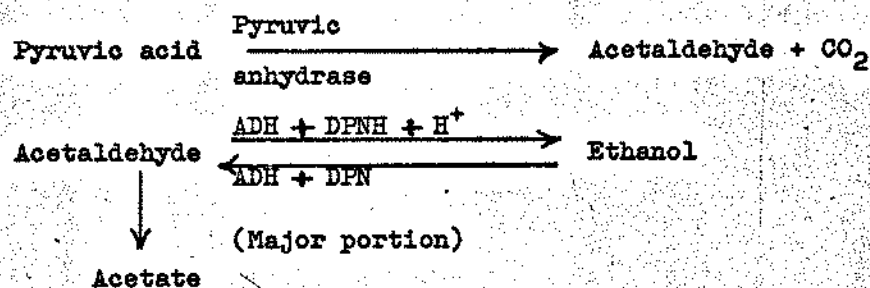 Pyruvic
Pyruvic acid Acetaldehyde + CO2
anhydrase
ADH + DPNH + H+
Acetaldehyde Ethanol
ADH + DPN
(Major portion)
Acetate